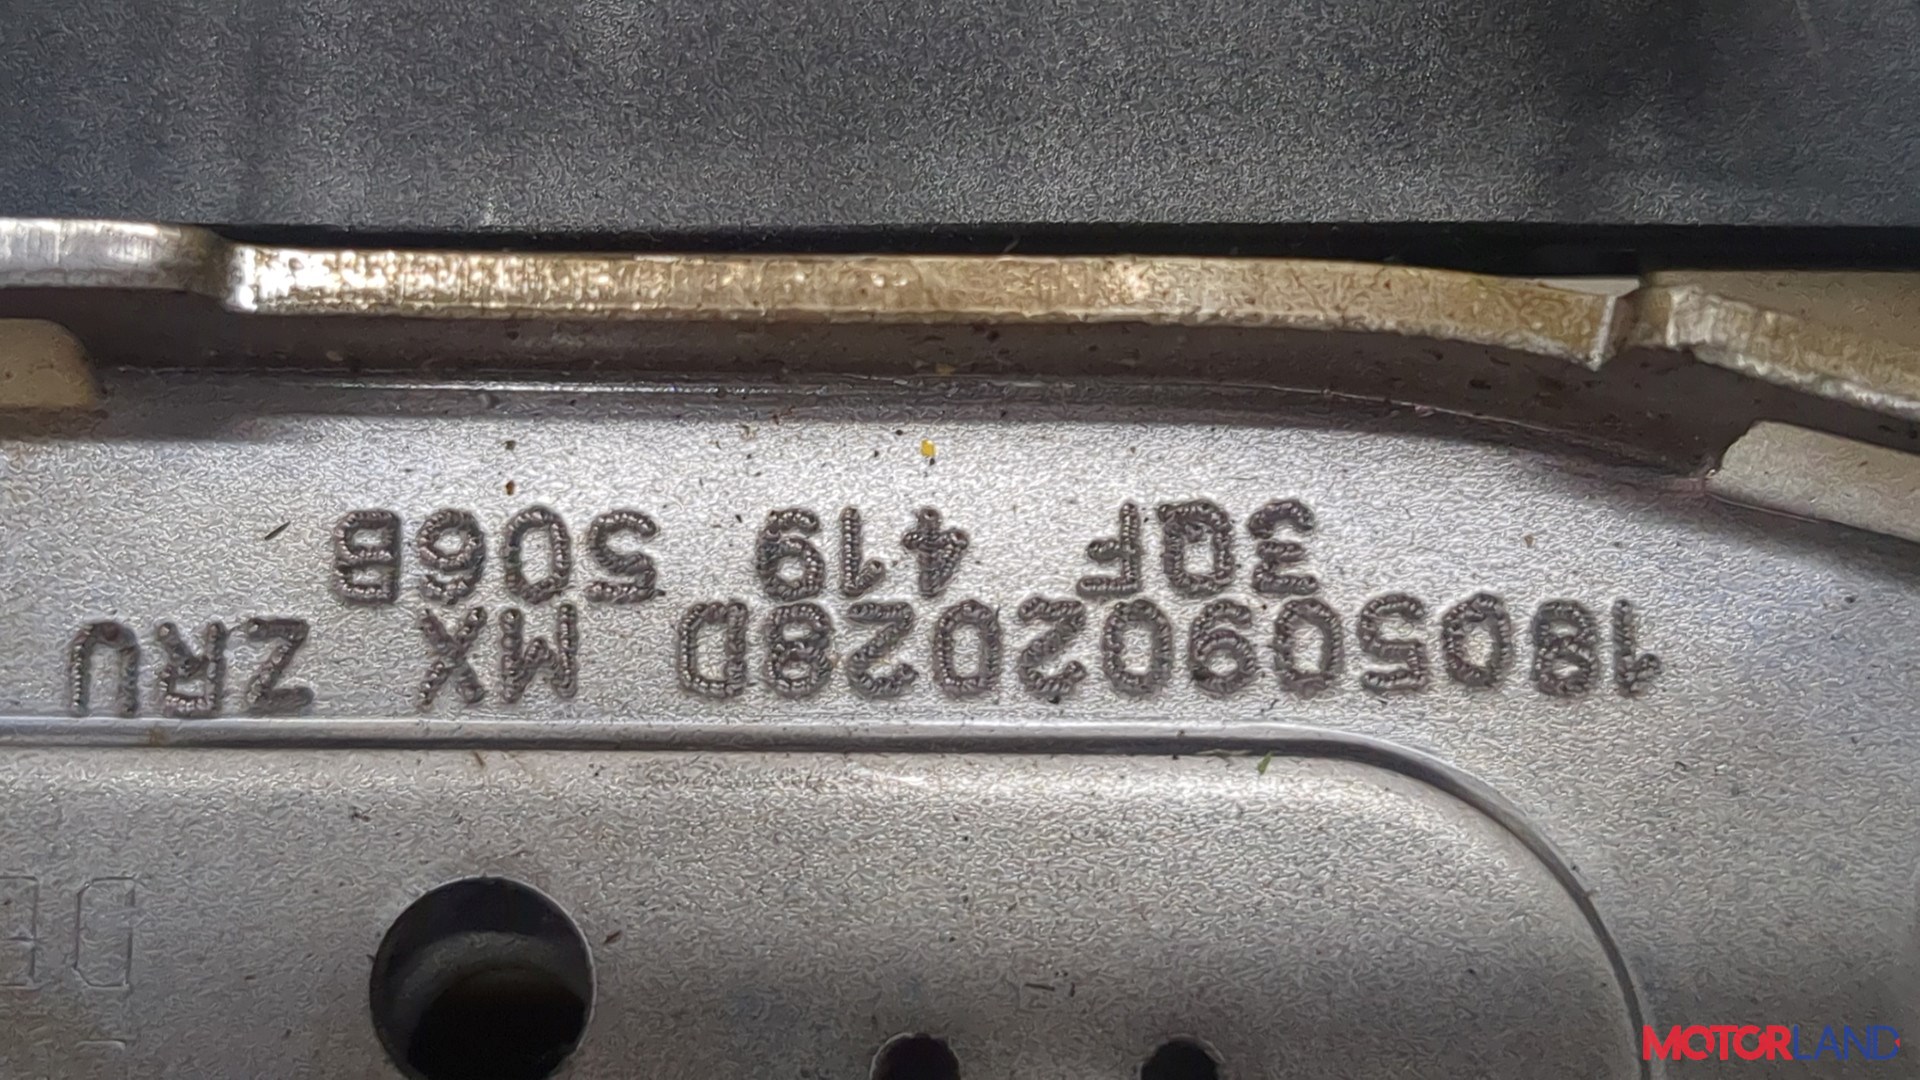 18050902028D MX ZRU
3QF 419 506B
MOTORLAND